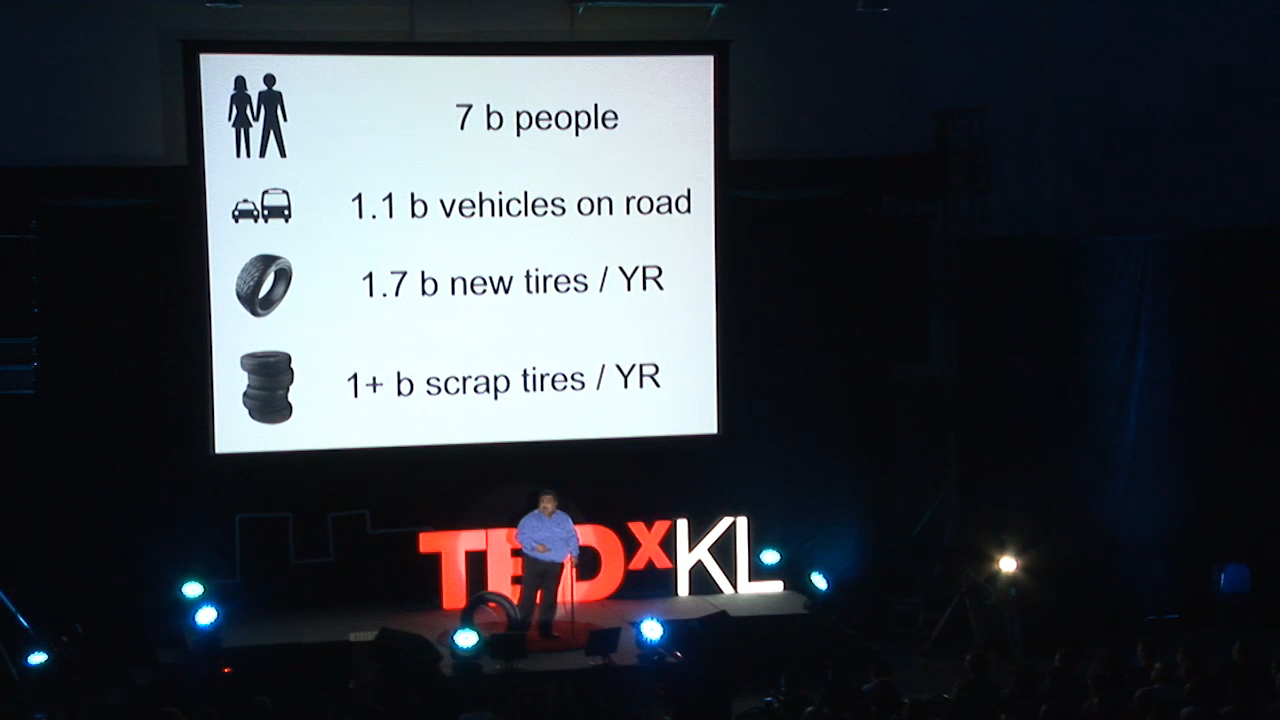 7 b people
1.1 b vehicles on road
1.7 b new tires / YR
1+ b scrap tires / YR
TEDxKL